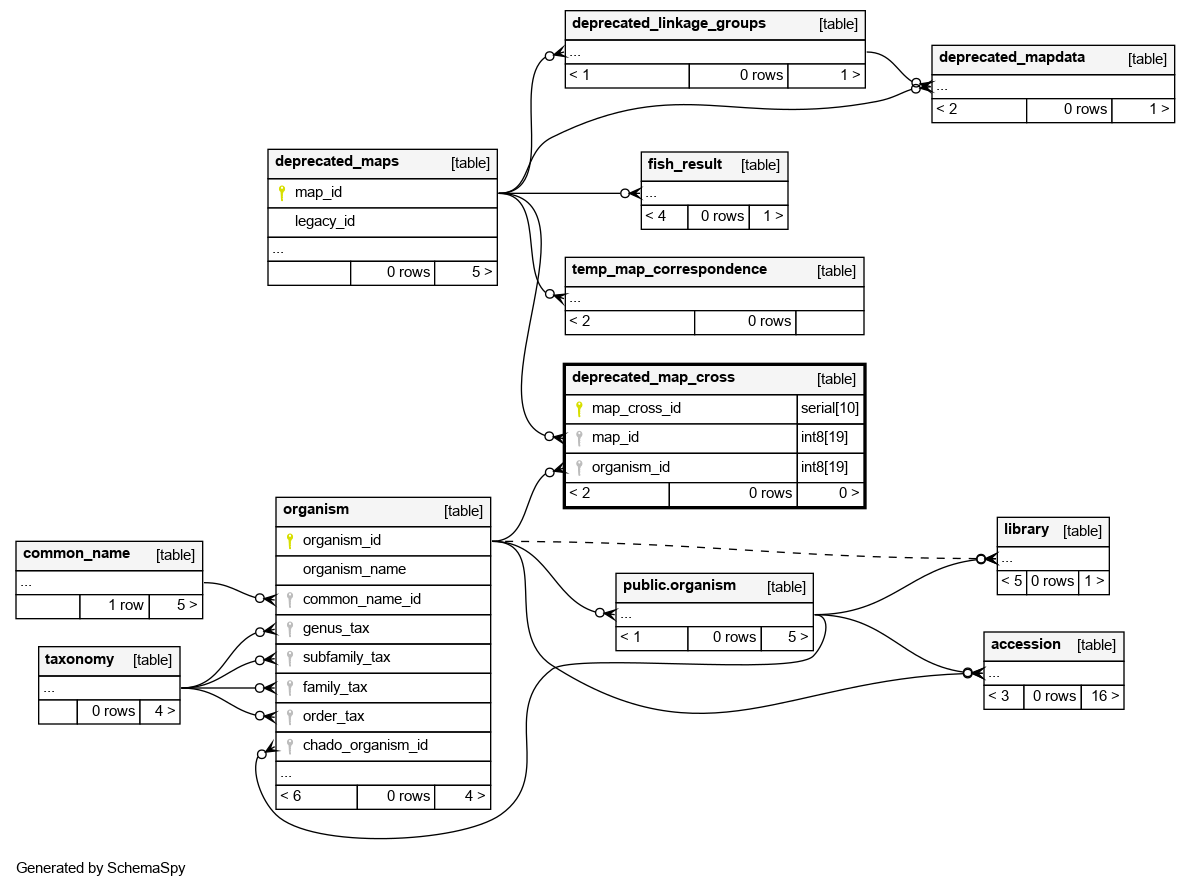 deprecated_linkage_groups [table]
...
< 1 0 rows 1 >
deprecated_mapdata [table]
...
< 2 0 rows 1 >
deprecated_maps [table]
map_id
legacy_id
...
0 rows 5 >
fish_result [table]
...
< 4 0 rows 1 >
temp_map_correspondence [table]
...
< 2 0 rows
deprecated_map_cross [table]
map_cross_id serial[10]
map_id int8[19]
organism_id int8[19]
< 2 0 rows 0 >
organism [table]
organism_id
organism_name
common_name_id
genus_tax
subfamily_tax
family_tax
order_tax
chado_organism_id
...
< 6 0 rows 4 >
common_name [table]
...
1 row 5 >
taxonomy [table]
...
0 rows 4 >
public.organism [table]
...
< 1 0 rows 5 >
library [table]
...
< 5 0 rows 1 >
accession [table]
...
< 3 0 rows 16 >
Generated by SchemaSpy